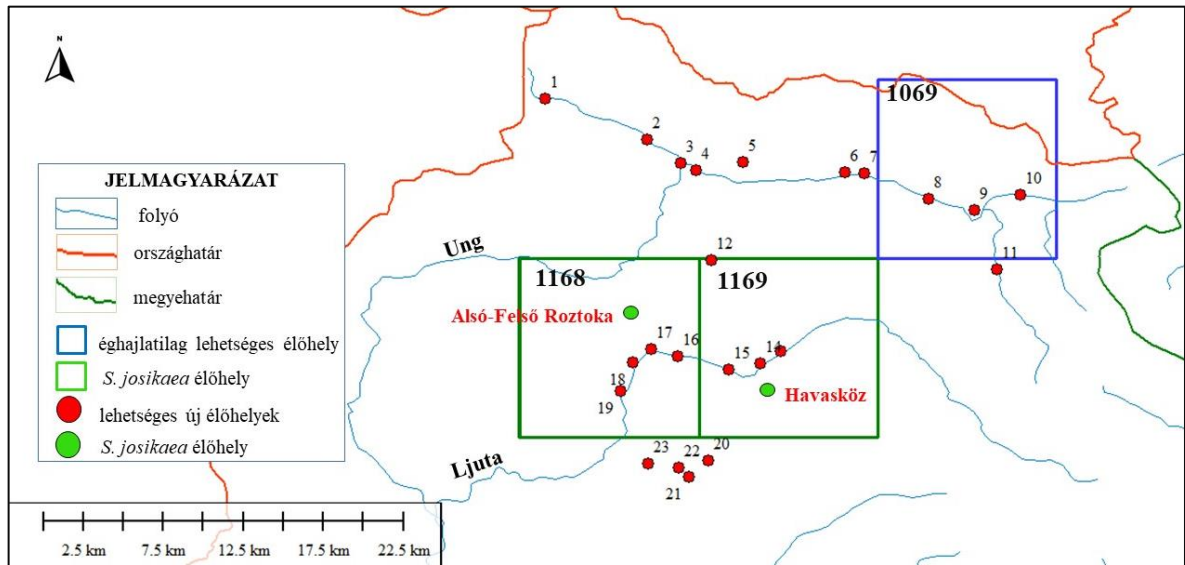 N
1
2
3
4
5
6
7
1069
8
9
10
11
12
Ung
1168
1169
Alsó-Felső Roztoka
17
16
15
14
18
19
Havasköz
Ljuta
23
22
20
21
JELMAGYARÁZAT
folyó
országhatár
megyehatár
éghajlatilag lehetséges élőhely
S. josikaea élőhely
lehetséges új élőhelyek
S. josikaea élőhely
2.5 km 7.5 km 12.5 km 17.5 km 22.5 km